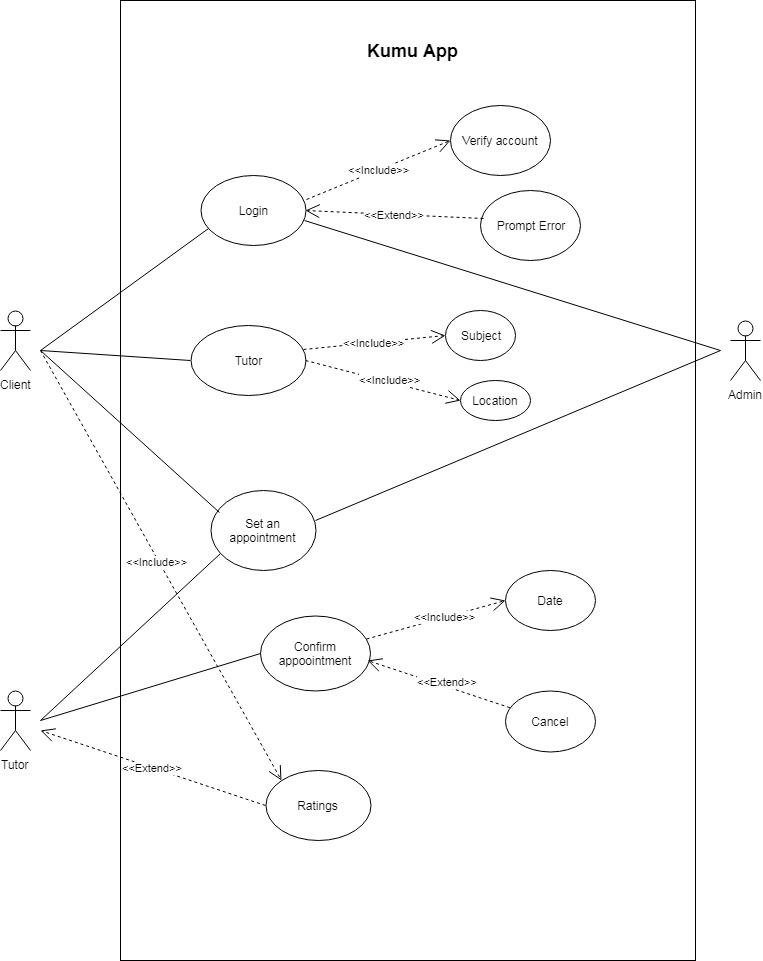 Kumu App
Verify account
<<Include>>
Login
<<Extend>>
Prompt Error
Client
Admin
Subject
<<Include>>
Tutor
<<Include>>
Location
Set an
appointment
<<Include>>
Date
<<Include>>
Confirm
appoointment
<<Extend>>
Cancel
Tutor
<<Extend>>
Ratings